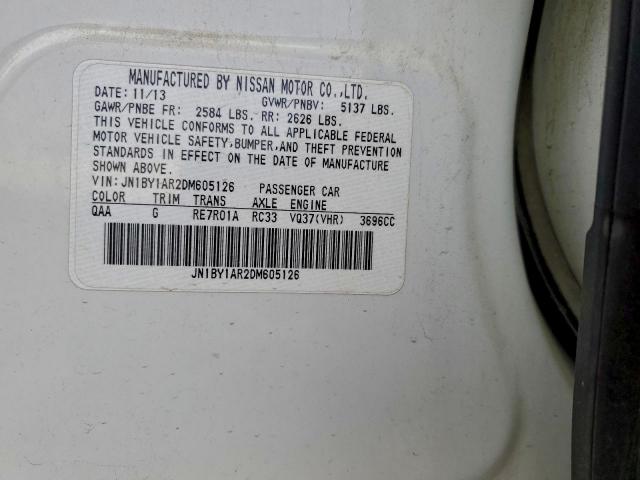 MANUFACTURED BY NISSAN MOTOR CO.,LTD.
DATE: 11/13 GVWR/PNBV: 5137 LBS.
GAWR/PNBE FR: 2584 LBS. RR: 2626 LBS.
THIS VEHICLE CONFORMS TO ALL APPLICABLE FEDERAL
MOTOR VEHICLE SAFETY,BUMPER,AND THEFT PREVENTION
STANDARDS IN EFFECT ON THE DATE OF MANUFACTURE
SHOWN ABOVE.
VIN:JN1BY1AR2DM605126 PASSENGER CAR
COLOR TRIM TRANS AXLE ENGINE
QAA G RE7R01A RC33 VQ37(VHR) 3696CC
JN1BY1AR2DM605126